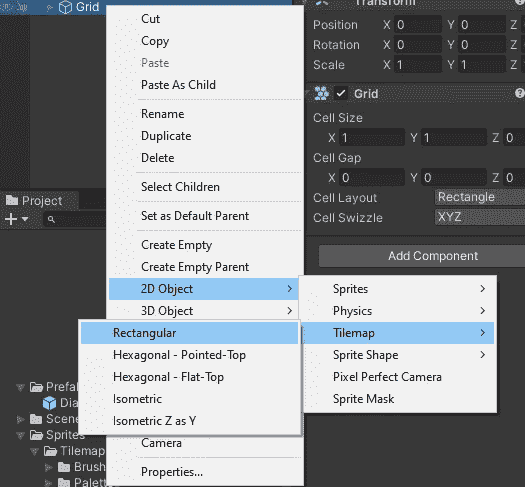 Grid
Cut
Copy
Paste
Paste As Child
Rename
Duplicate
Delete
Select Children
Set as Default Parent
Create Empty
Create Empty Parent
2D Object
3D Object
Camera
Properties...
Sprites
Physics
Tilemap
Sprite Shape
Pixel Perfect Camera
Sprite Mask
Rectangular
Hexagonal - Pointed-Top
Hexagonal - Flat-Top
Isometric
Isometric Z as Y
Transform
Position X 0 Y 0 Z
Rotation X 0 Y 0 Z
Scale X 1 Y 1 Z
Grid
Cell Size
X 1 Y 1 Z 0
Cell Gap
X 0 Y 0 Z 0
Cell Layout Rectangle
Cell Swizzle XYZ
Add Component
Project
Prefa
Dia
Scene
Sprites
Tilema
Brush
Palett